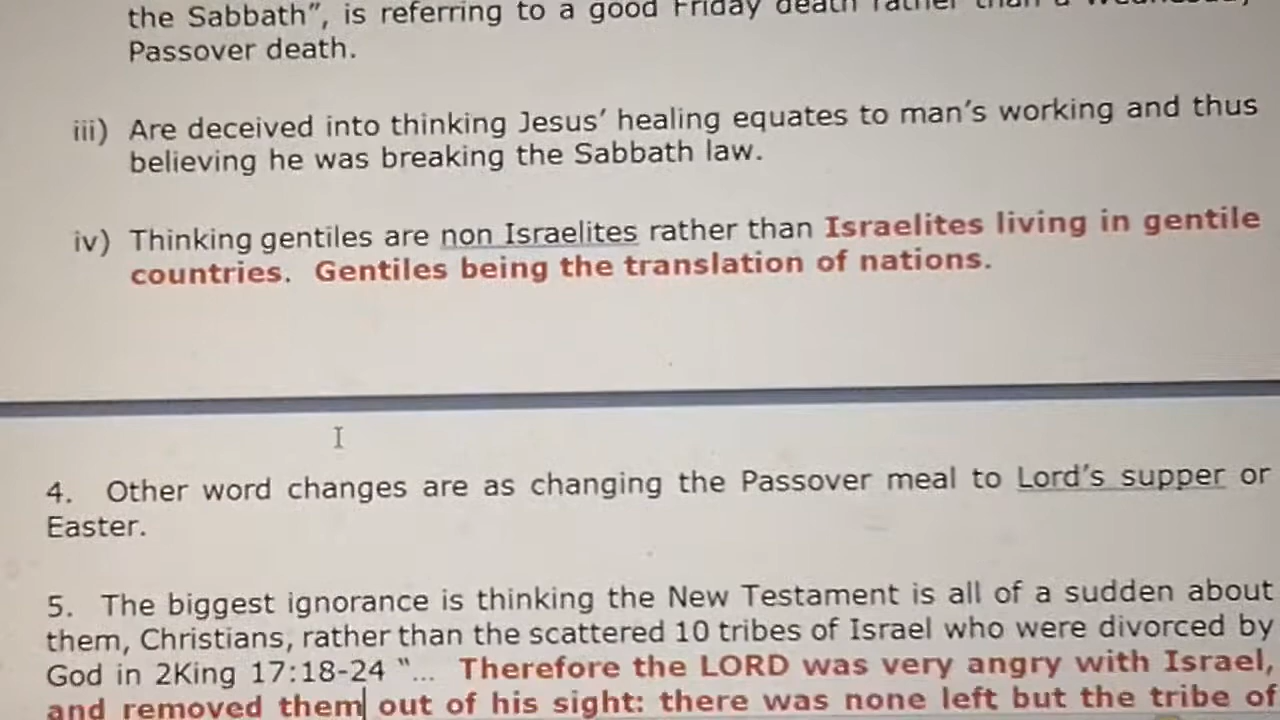 the Sabbath", is referring to a good Friday death rather than a Wednesday
Passover death.
iii) Are deceived into thinking Jesus' healing equates to man's working and thus
believing he was breaking the Sabbath law.
iv) Thinking gentiles are non Israelites rather than Israelites living in gentile
countries. Gentiles being the translation of nations.
4. Other word changes are as changing the Passover meal to Lord's supper or
Easter.
5. The biggest ignorance is thinking the New Testament is all of a sudden about
them, Christians, rather than the scattered 10 tribes of Israel who were divorced by
God in 2King 17:18-24 "... Therefore the LORD was very angry with Israel,
and removed them out of his sight: there was none left but the tribe of